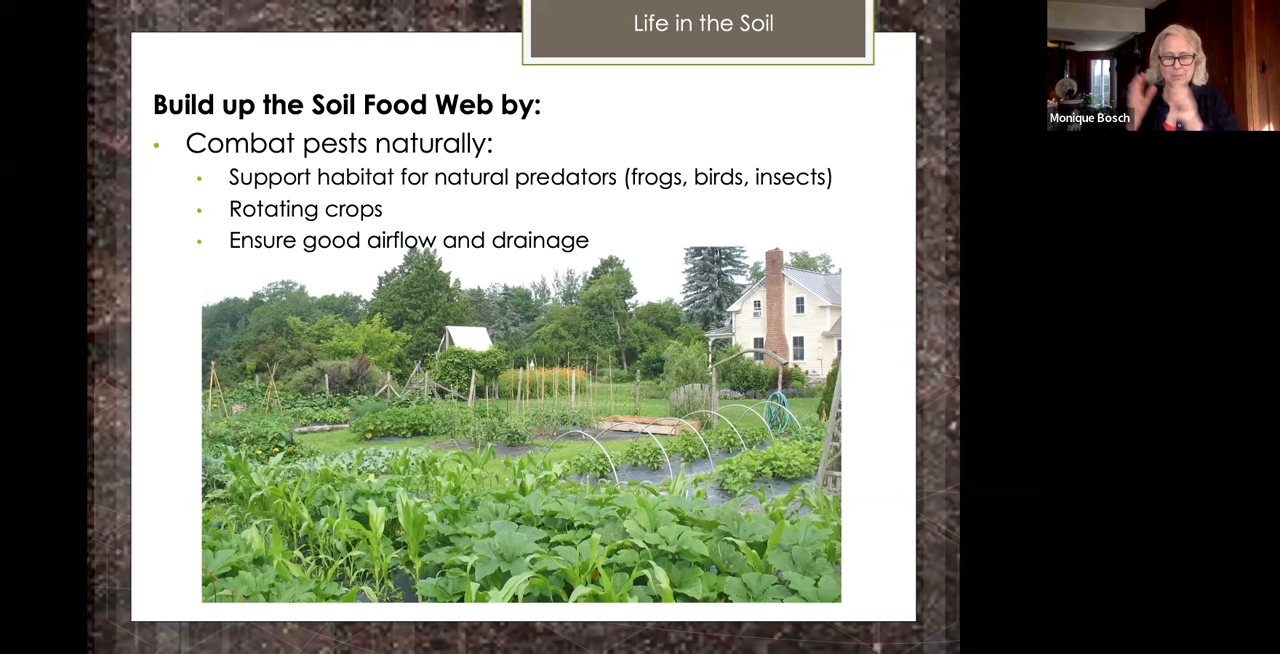 Life in the Soil
Build up the Soil Food Web by:
• Combat pests naturally:
• Support habitat for natural predators (frogs, birds, insects)
• Rotating crops
• Ensure good airflow and drainage
Monique Bosch